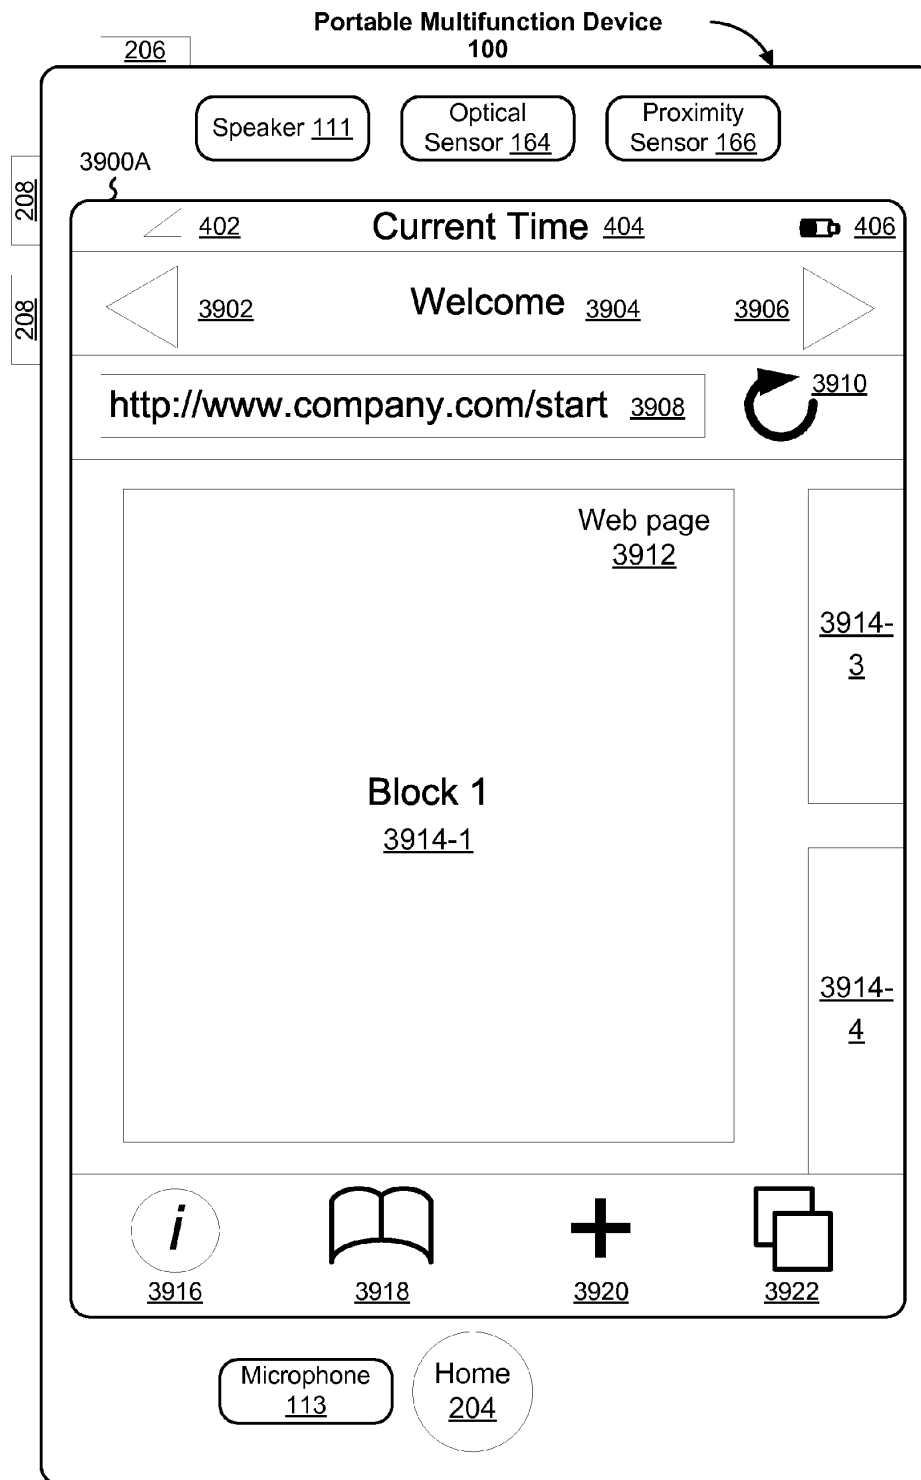 Portable Multifunction Device
100
206
Speaker 111
Optical
Sensor 164
Proximity
Sensor 166
3900A
208
208
402
Current Time 404
406
3902
Welcome 3904
3906
http://www.company.com/start 3908
3910
Web page
3912
3914-
3
Block 1
3914-1
3914-
4
i
3916
3918
3920
3922
Microphone
113
Home
204